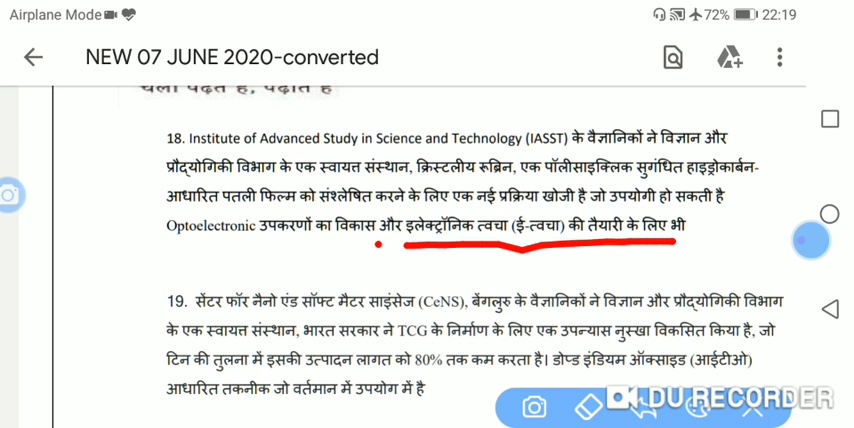 Airplane Mode 72% 22:19
NEW 07 JUNE 2020-converted
चलो पढ़ते है, पढ़ाते है
18. Institute of Advanced Study in Science and Technology (IASST) के वैज्ञानिकों ने विज्ञान और
प्रौद्योगिकी विभाग के एक स्वायत्त संस्थान, क्रिस्टलीय रूब्रिन, एक पॉलीसाइक्लिक सुगंधित हाइड्रोकार्बन-
आधारित पतली फिल्म को संश्लेषित करने के लिए एक नई प्रक्रिया खोजी है जो उपयोगी हो सकती है
Optoelectronic उपकरणों का विकास और इलेक्ट्रॉनिक त्वचा (ई-त्वचा) की तैयारी के लिए भी
19. सेंटर फॉर नैनो एंड सॉफ्ट मैटर साइंसेज (CeNS), बेंगलुरु के वैज्ञानिकों ने विज्ञान और प्रौद्योगिकी विभाग
के एक स्वायत्त संस्थान, भारत सरकार ने TCG के निर्माण के लिए एक उपन्यास नुस्खा विकसित किया है, जो
टिन की तुलना में इसकी उत्पादन लागत को 80% तक कम करता है। डोप्ड इंडियम ऑक्साइड (आईटीओ)
आधारित तकनीक जो वर्तमान में उपयोग में है
DU RECORDER